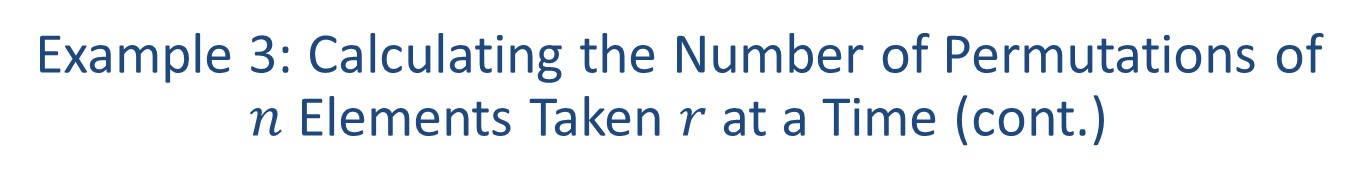 Example 3: Calculating the Number of Permutations of
n Elements Taken r at a Time (cont.)